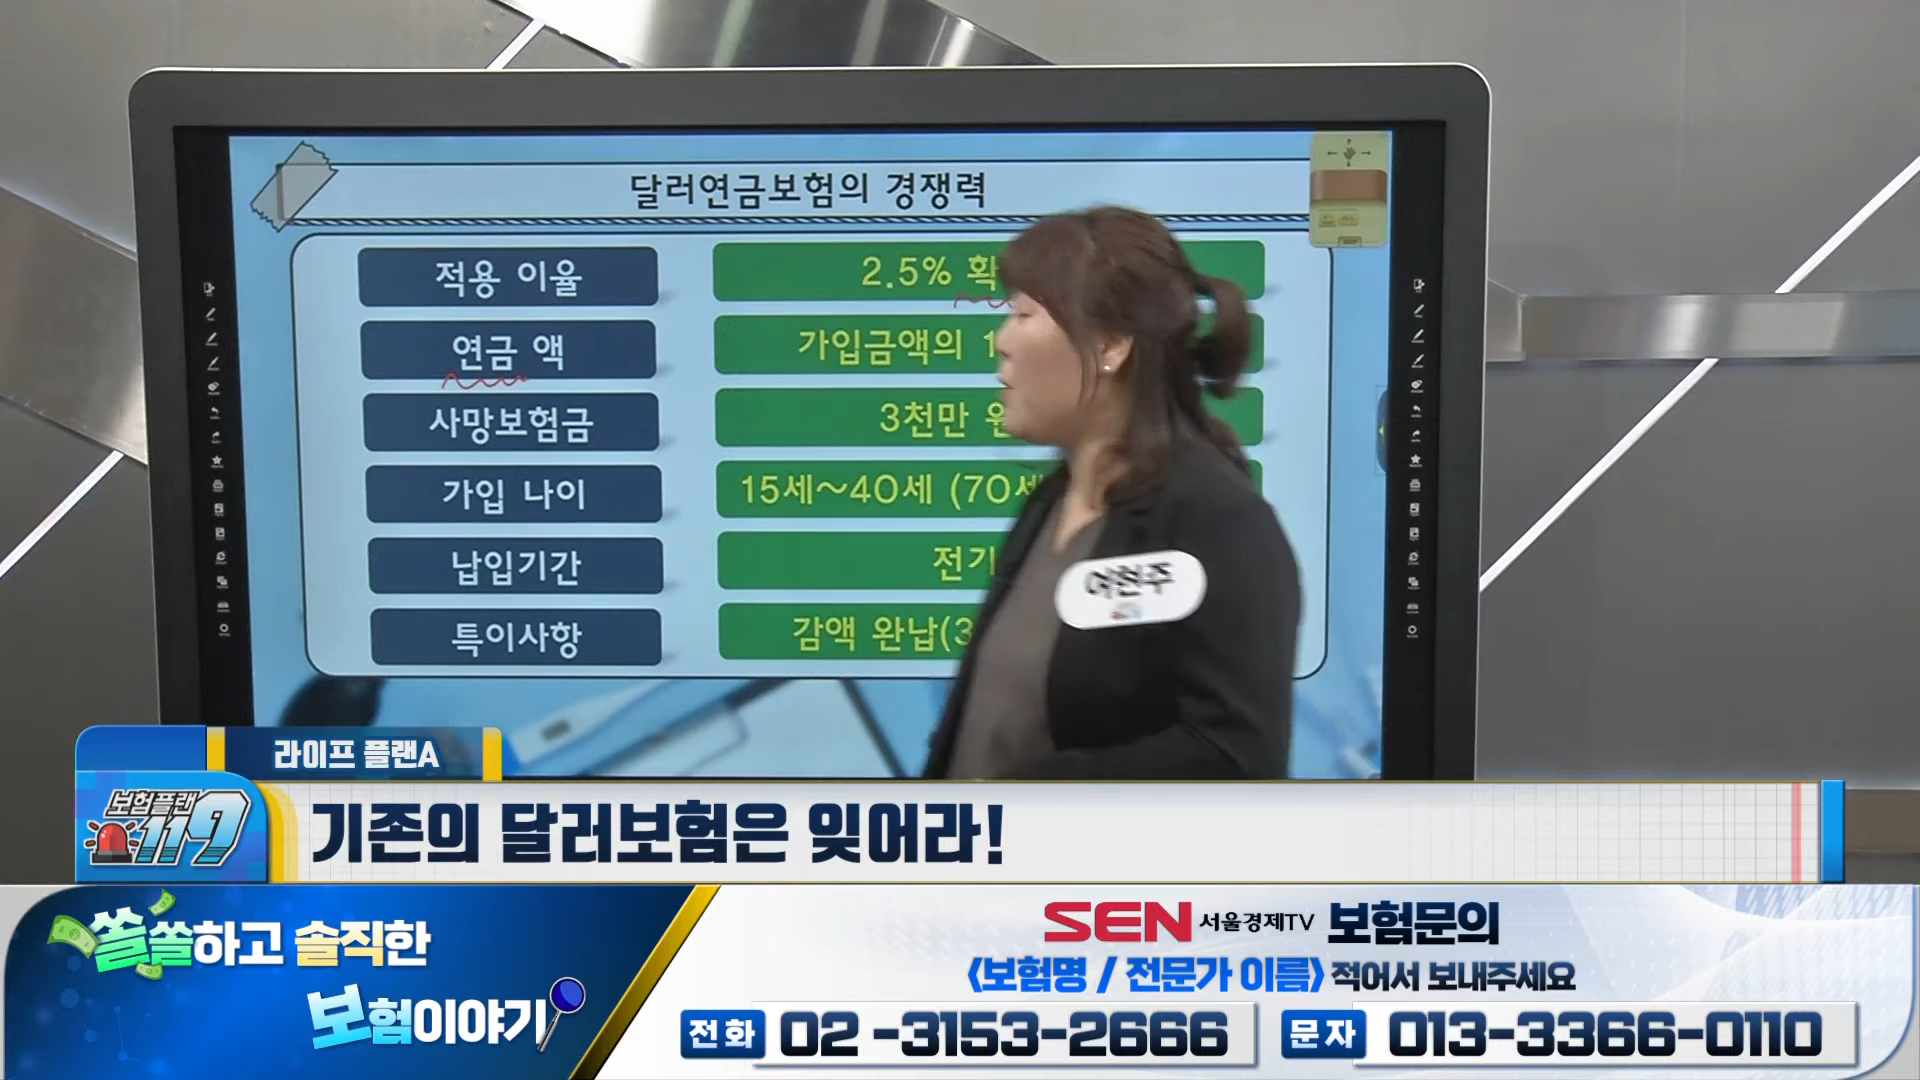 달러연금보험의 경쟁력
적용 이율
2.5%
연금 액
가입금액의
사망보험금
3천만
가입 나이
15세~40세 (70세
납입기간
전기
특이사항
감액 완납(3
여현주
라이프 플랜A
보험플랜
119
기존의 달러보험은 잊어라!
쏠쏠하고 솔직한
보험이야기
SEN 서울경제TV 보험문의
<보험명 / 전문가 이름> 적어서 보내주세요
전화 02-3153-2666 문자 013-3366-0110